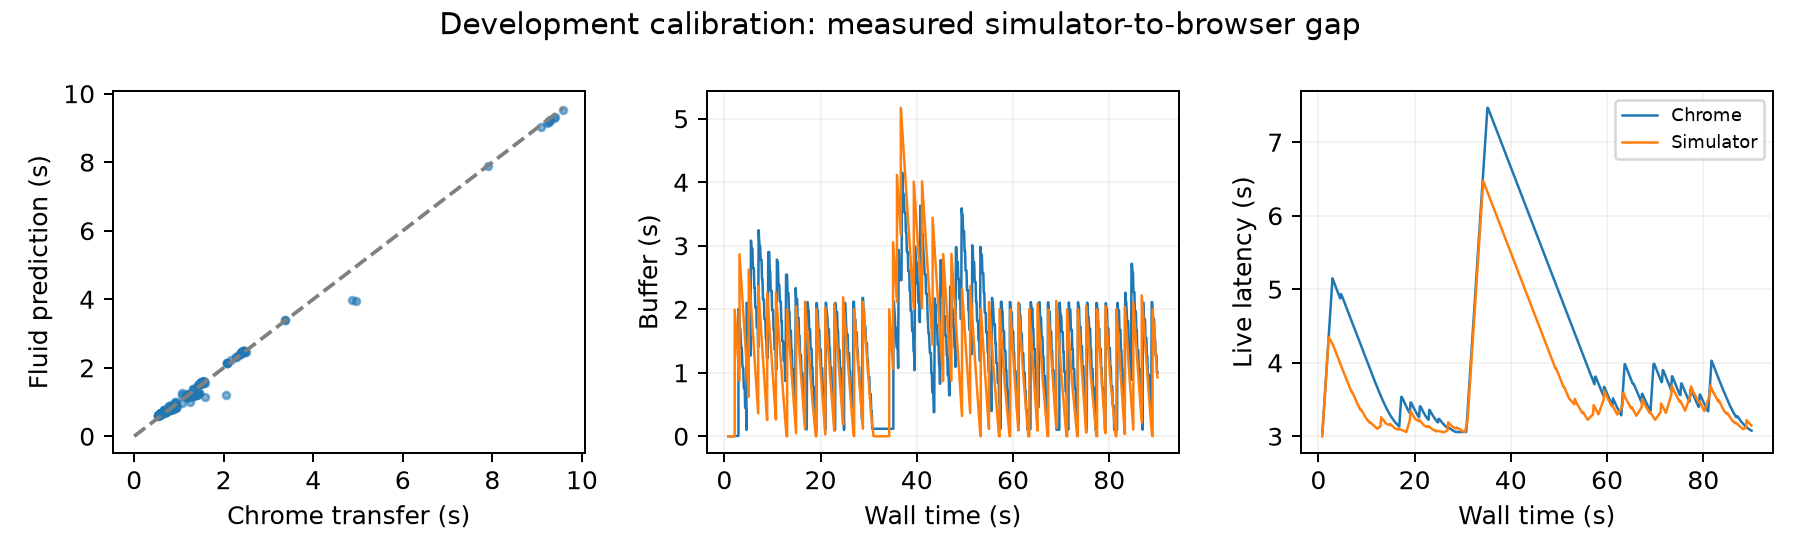 Development calibration: measured simulator-to-browser gap
Fluid prediction (s)
10
8
6
4
2
0
0 2 4 6 8 10
Chrome transfer (s)
Buffer (s)
5
4
3
2
1
0
0 20 40 60 80
Wall time (s)
Live latency (s)
7
6
5
4
3
Chrome
Simulator
0 20 40 60 80
Wall time (s)